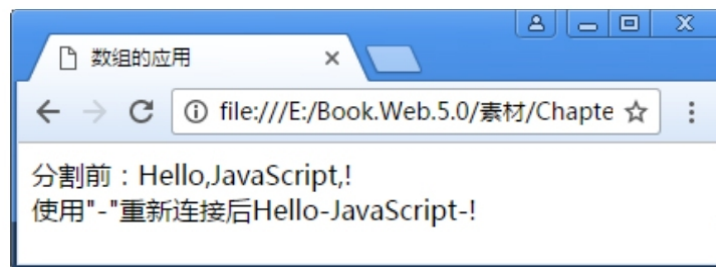 数组的应用
file:///E:/Book.Web.5.0/素材/Chapte
分割前：Hello,JavaScript,!
使用"-"重新连接后Hello-JavaScript-!